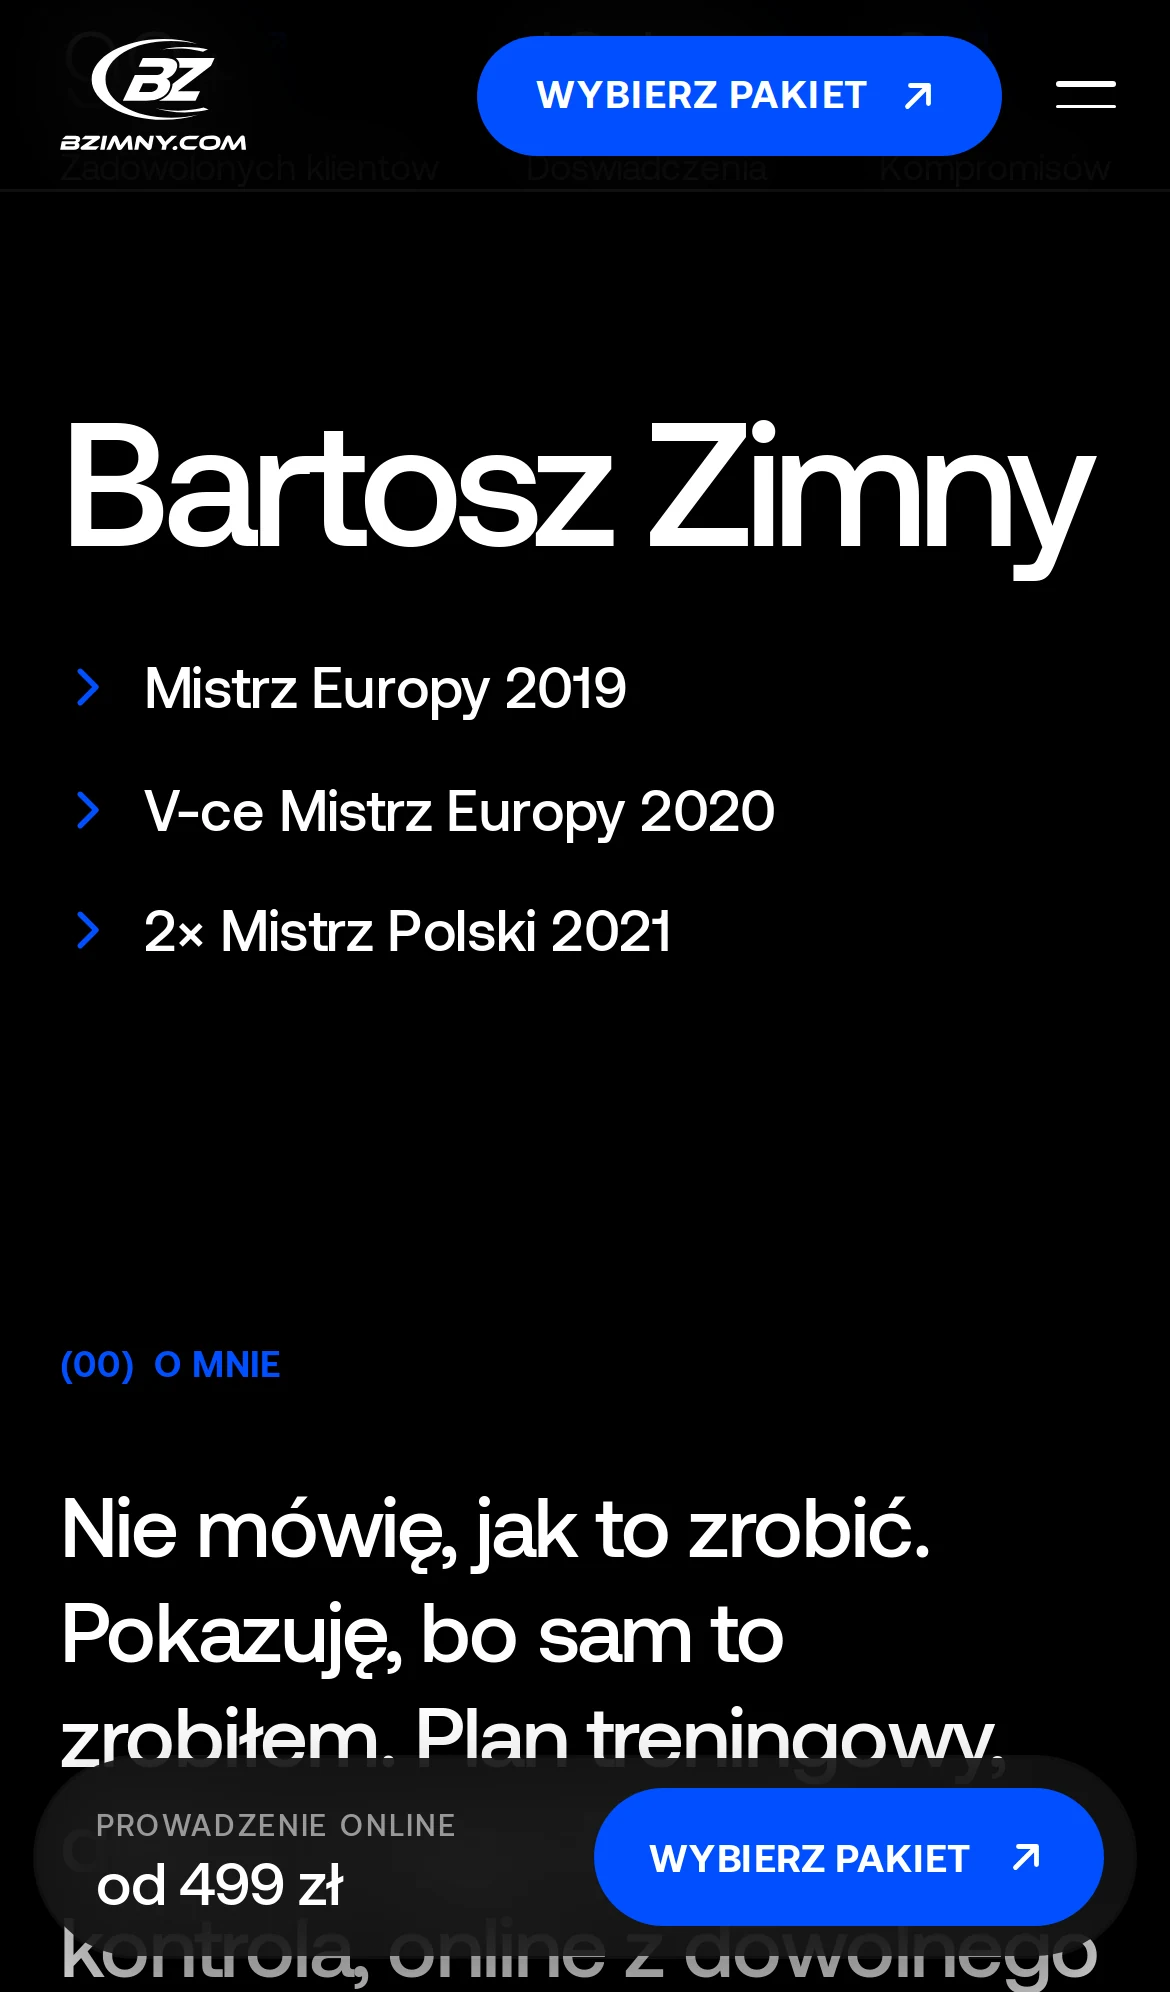 BZ
BZIMNY.COM
WYBIERZ PAKIET
Zadowolonych klientów
Doświadczenia
Kompromisów
Bartosz Zimny
Mistrz Europy 2019
V-ce Mistrz Europy 2020
2× Mistrz Polski 2021
(00) O MNIE
Nie mówię, jak to zrobić.
Pokazuję, bo sam to
zrobiłem. Plan treningowy,
PROWADZENIE ONLINE
od 499 zł
WYBIERZ PAKIET
kontrola, online z dowolnego